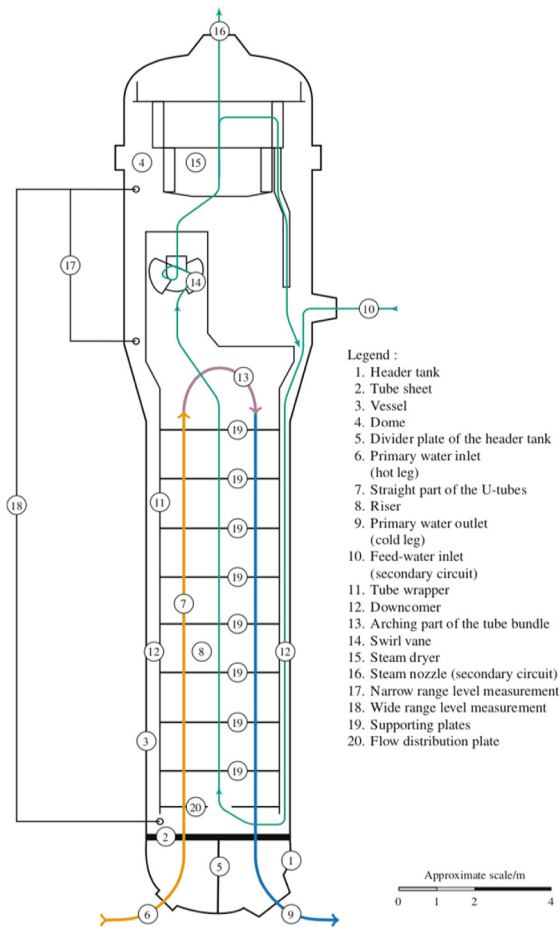 16
4
15
17
14
10
Legend :
1. Header tank
2. Tube sheet
3. Vessel
4. Dome
5. Divider plate of the header tank
6. Primary water inlet
(hot leg)
7. Straight part of the U-tubes
8. Riser
9. Primary water outlet
(cold leg)
10. Feed-water inlet
(secondary circuit)
11. Tube wrapper
12. Downcomer
13. Arching part of the tube bundle
14. Swirl vane
15. Steam dryer
16. Steam nozzle (secondary circuit)
17. Narrow range level measurement
18. Wide range level measurement
19. Supporting plates
20. Flow distribution plate
13
19
19
18
11
19
19
7
19
12
8
12
19
19
3
19
20
2
5
1
6
9
Approximate scale/m
0 1 2 4